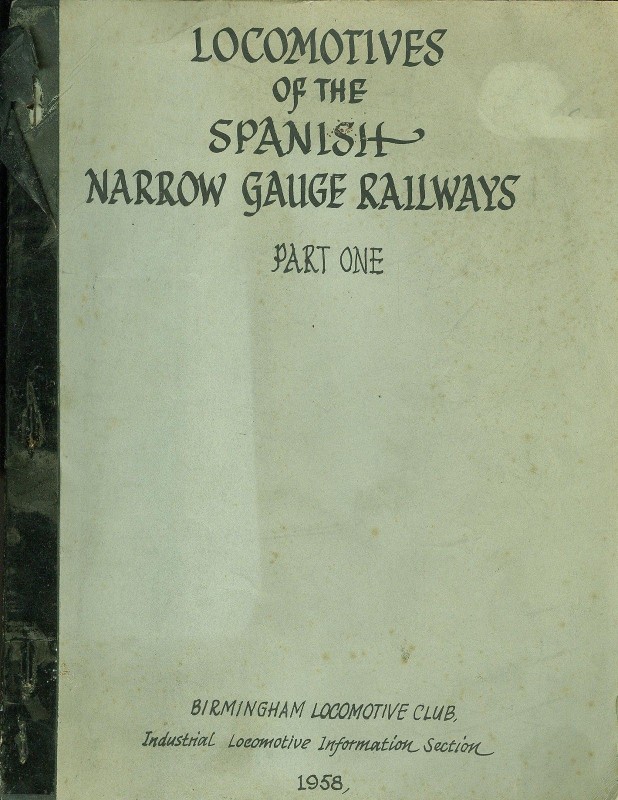 LOCOMOTIVES
OF THE
SPANISH
NARROW GAUGE RAILWAYS
PART ONE
BIRMINGHAM LOCOMOTIVE CLUB,
Industrial Locomotive Information Section
1958,